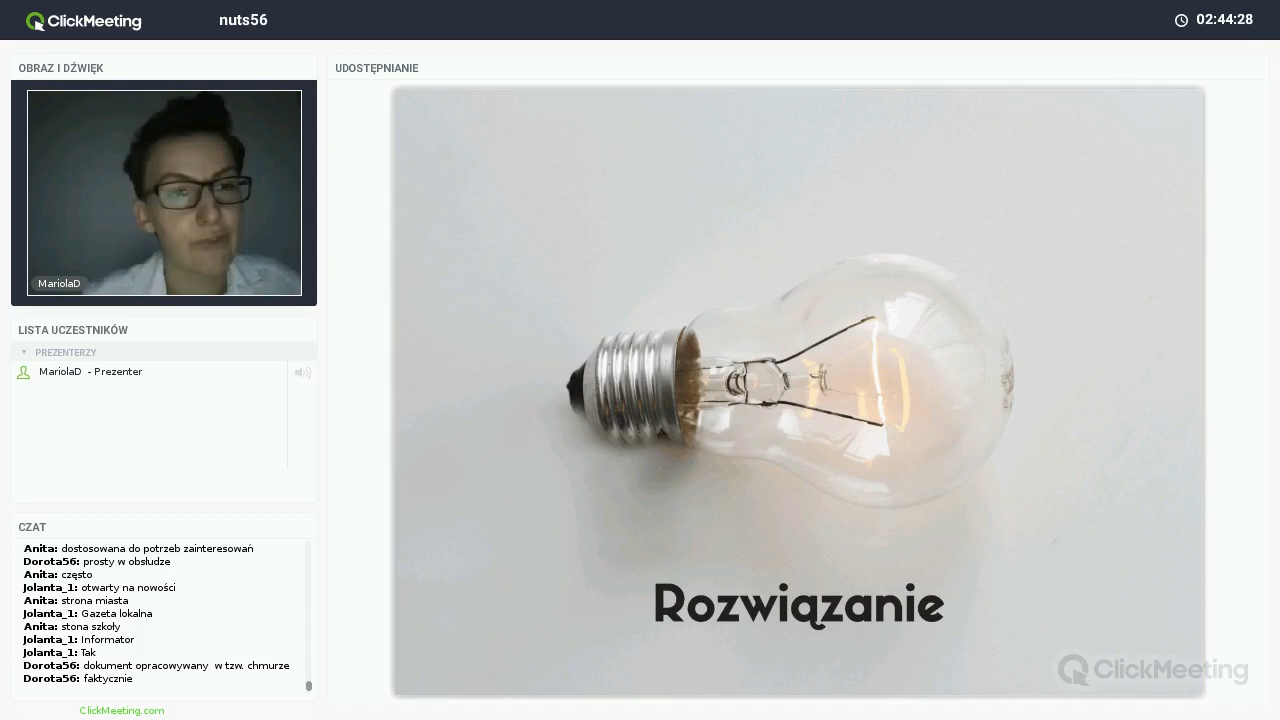 ClickMeeting
nuts56
02:44:28
OBRAZ I DŹWIĘK
MariolaD
LISTA UCZESTNIKÓW
PREZENTERZY
MariolaD - Prezenter
CZAT
Anita: dostosowana do potrzeb zainteresowań
Dorota56: prosty w obsłudze
Anita: często
Jolanta_1: otwarty na nowości
Anita: strona miasta
Jolanta_1: Gazeta lokalna
Anita: stona szkoły
Jolanta_1: Informator
Jolanta_1: Tak
Dorota56: dokument opracowywany w tzw. chmurze
Dorota56: faktycznie
ClickMeeting.com
UDOSTĘPNIANIE
Rozwiązanie
ClickMeeting